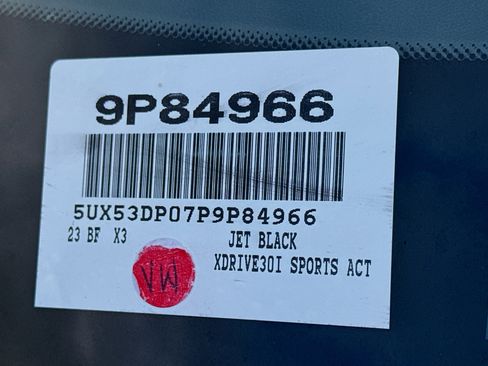 9P84966
5UX53DP07P9P84966
23 BF X3 JET BLACK
XDRIVE30I SPORTS ACT
VW